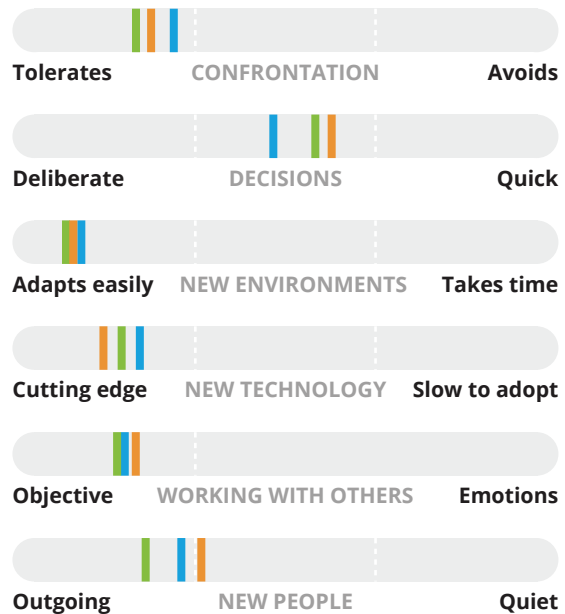 Tolerates CONFRONTATION Avoids
Deliberate DECISIONS Quick
Adapts easily NEW ENVIRONMENTS Takes time
Cutting edge NEW TECHNOLOGY Slow to adopt
Objective WORKING WITH OTHERS Emotions
Outgoing NEW PEOPLE Quiet